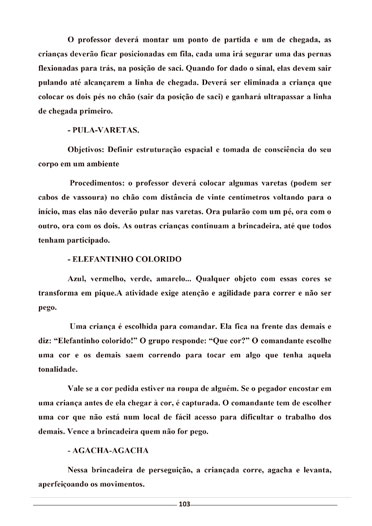 O professor deverá montar um ponto de partida e um de chegada, as
crianças deverão ficar posicionadas em fila, cada uma irá segurar uma das pernas
flexionadas para trás, na posição de saci. Quando for dado o sinal, elas devem sair
pulando até alcançarem a linha de chegada. Deverá ser eliminada a criança que
colocar os dois pés no chão (sair da posição de saci) e ganhará ultrapassar a linha
de chegada primeiro.
- PULA-VARETAS.
Objetivos: Definir estruturação espacial e tomada de consciência do seu
corpo em um ambiente
Procedimentos: o professor deverá colocar algumas varetas (podem ser
cabos de vassoura) no chão com distância de vinte centímetros voltando para o
início, mas elas não deverão pular nas varetas. Ora pularão com um pé, ora com o
outro, ora com os dois. As outras crianças continuam a brincadeira, até que todos
tenham participado.
- ELEFANTINHO COLORIDO
Azul, vermelho, verde, amarelo... Qualquer objeto com essas cores se
transforma em pique.A atividade exige atenção e agilidade para correr e não ser
pego.
Uma criança é escolhida para comandar. Ela fica na frente das demais e
diz: “Elefantinho colorido!” O grupo responde: “Que cor?” O comandante escolhe
uma cor e os demais saem correndo para tocar em algo que tenha aquela
tonalidade.
Vale se a cor pedida estiver na roupa de alguém. Se o pegador encostar em
uma criança antes de ela chegar à cor, é capturada. O comandante tem de escolher
uma cor que não está num local de fácil acesso para dificultar o trabalho dos
demais. Vence a brincadeira quem não for pego.
- AGACHA-AGACHA
Nessa brincadeira de perseguição, a criançada corre, agacha e levanta,
aperfeiçoando os movimentos.
103